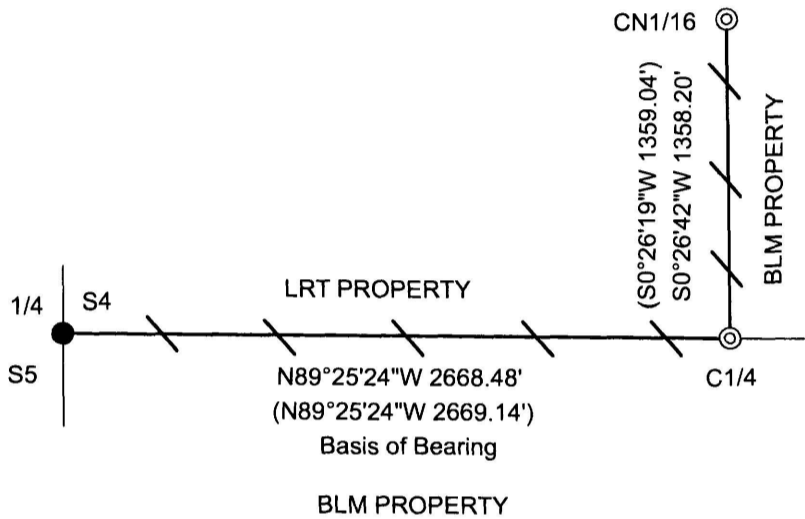 CN1/16
(S0°26'19"W 1359.04')
S0°26'42"W 1358.20'
BLM PROPERTY
1/4
S4
LRT PROPERTY
S5
N89°25'24"W 2668.48'
C1/4
(N89°25'24"W 2669.14')
Basis of Bearing
BLM PROPERTY